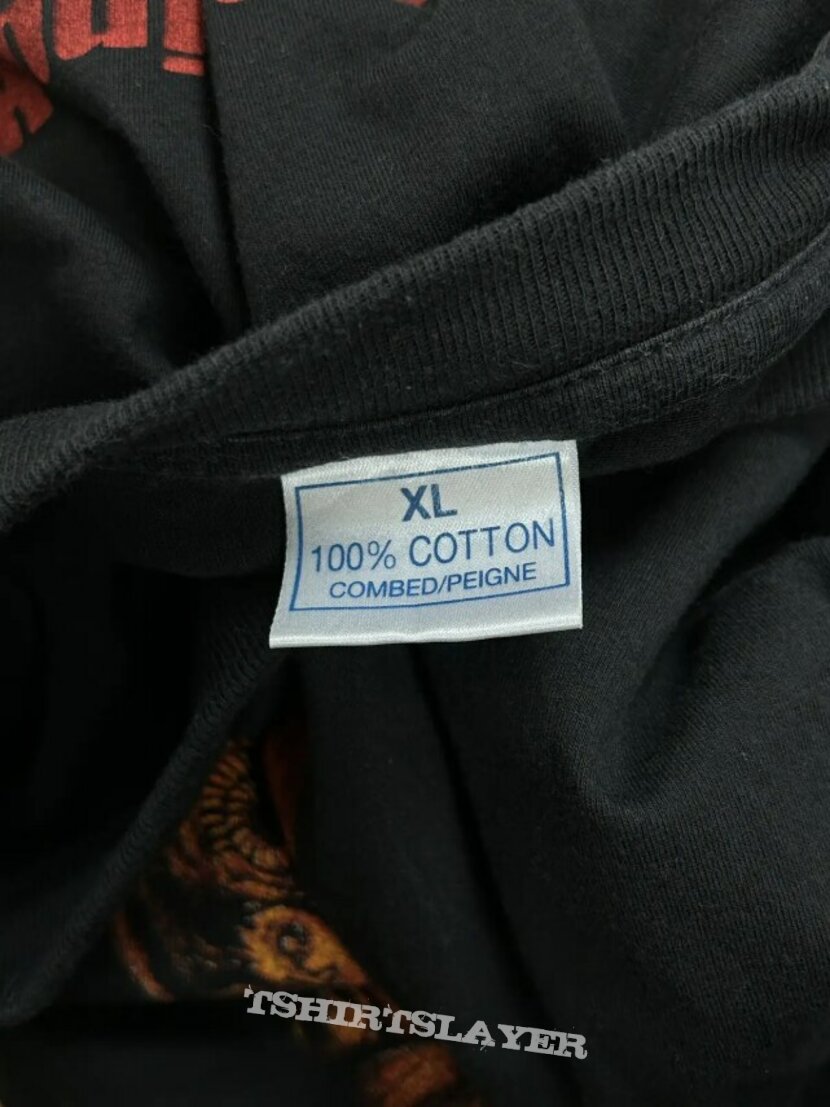 XL
100% COTTON
COMBED/PEIGNE
TSHIRTSLAYER